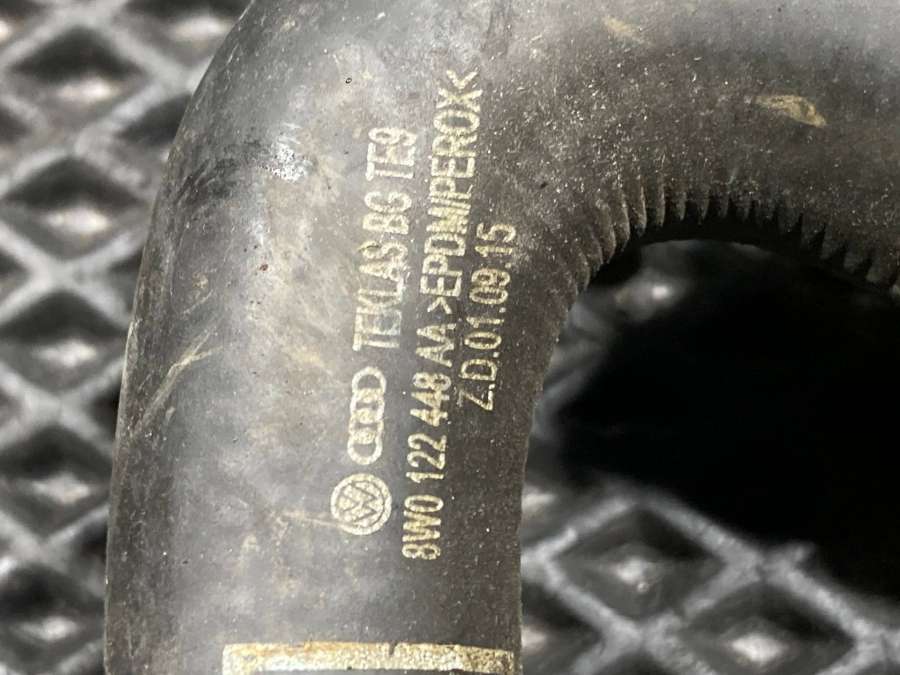 TEKLAS BG TE9
8W0 122 448 AA >EPDM/PEROX<
Z.D.01.09.15